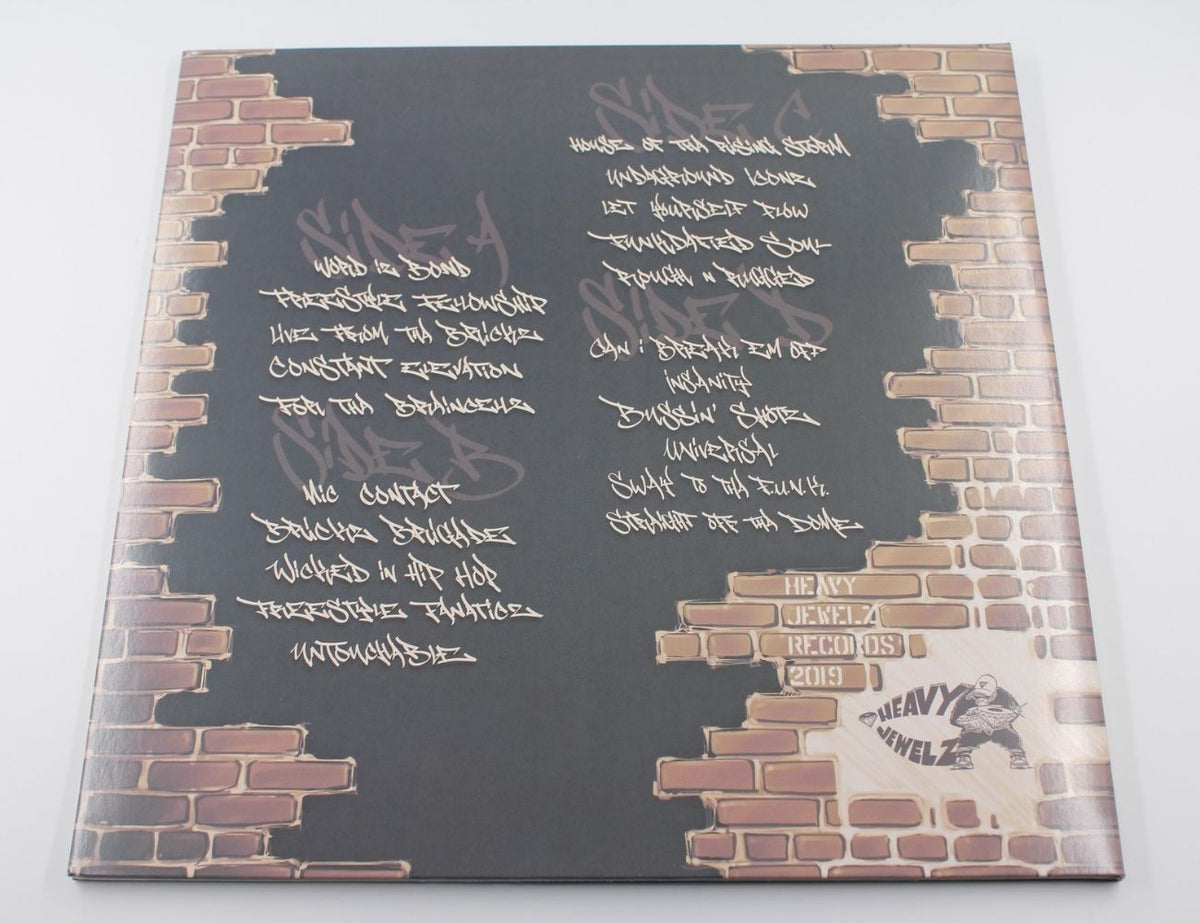 SiDE A
WORD iZ BOND
FREESTYLE FELLOWSHIP
LiVE FROM THA BRiCKZ
CONSTANT ELEVATION
FOR THA BRAiNCELLZ
SiDE B
MiC CONTACT
BRiCKZ BRiGADE
WiCKED iN HiP HOP
FREESTYLE FANATiCZ
UNTOUCHABLE
SiDE C
HOUSE OF THA RiSiNG STORM
UNDAGROUND iCONZ
LET YOURSELF FLOW
FUNKDAFiED SOUL
ROUGH N RUGGED
SiDE D
CAN i BREAK EM OFF
iNSANiTY
BUSSiN' SHOTZ
UNiVERSAL
SWAY TO THA F.U.N.K.
STRAiGHT OFF THA DOME
HEAVY
JEWELZ
RECORDS
2019
HEAVY
JEWELZ